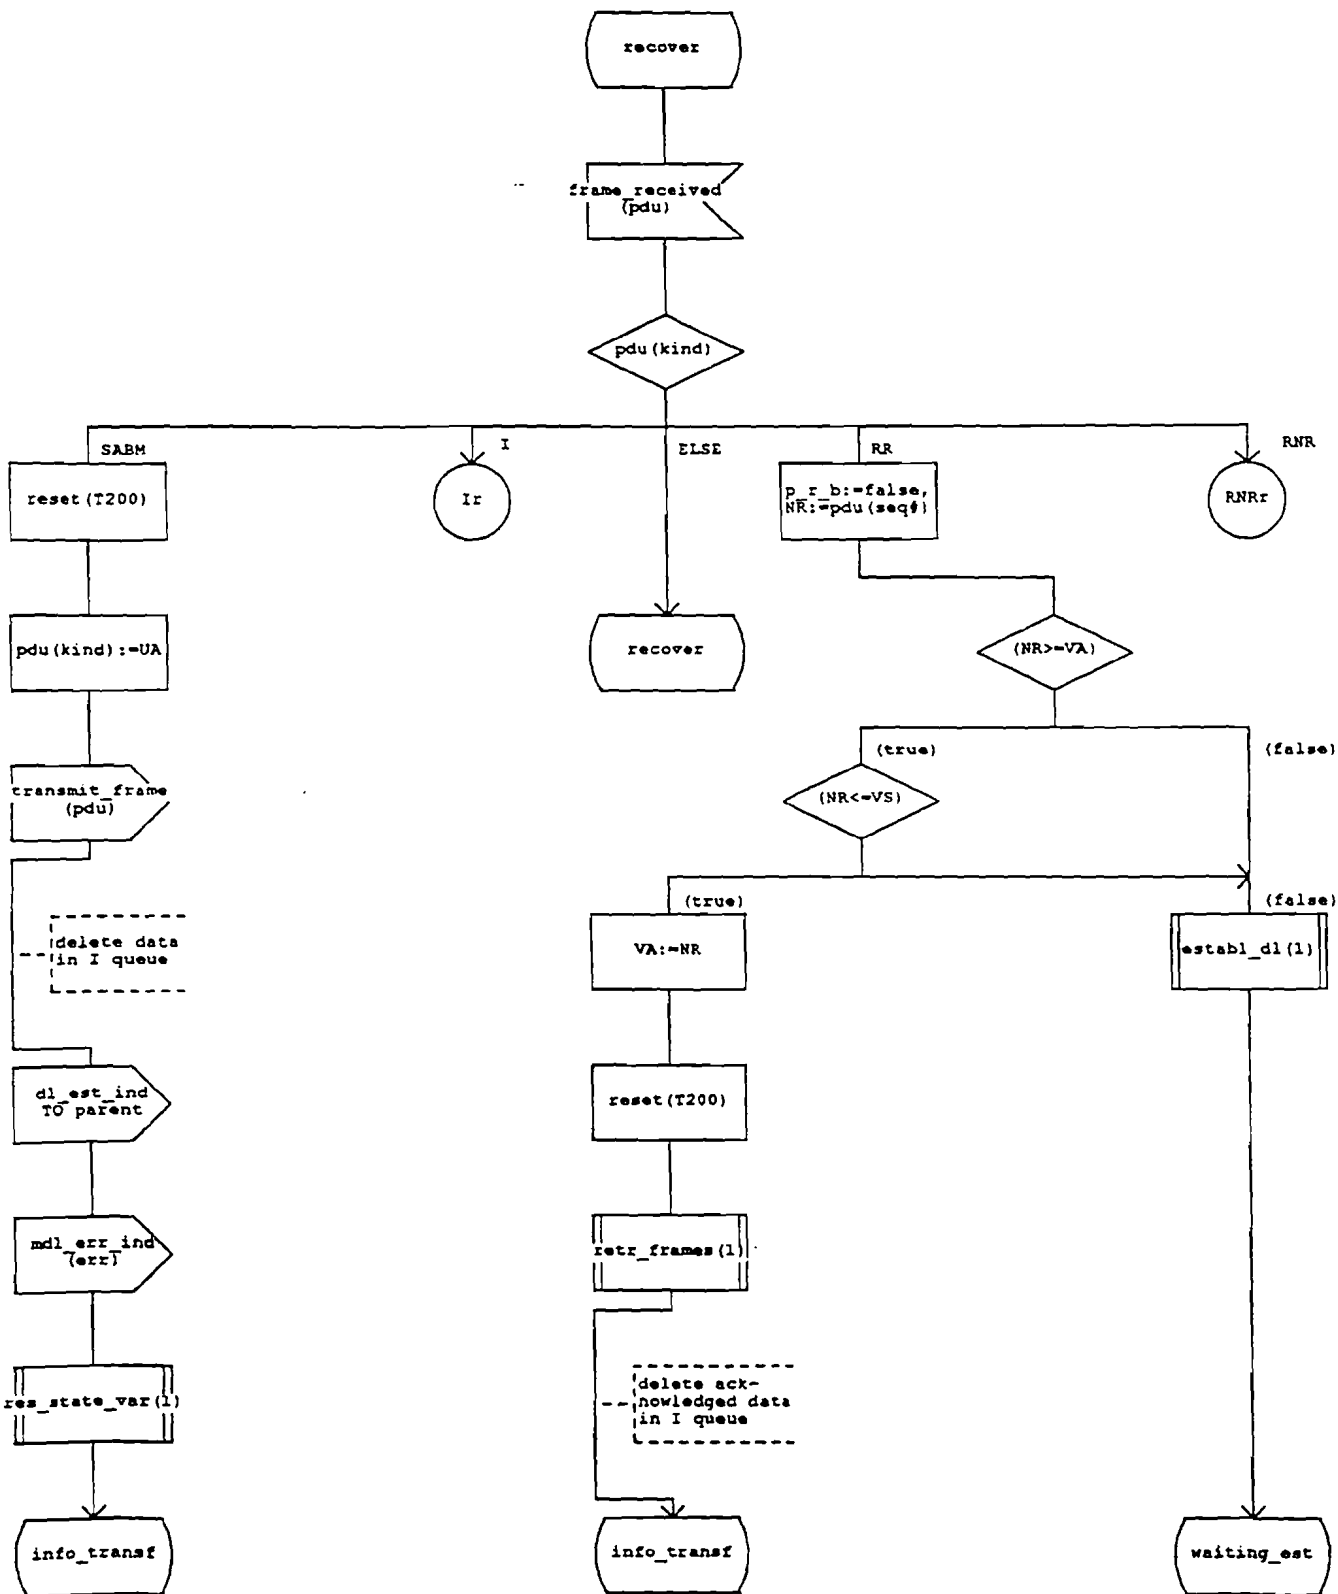 recover
frame_received
(pdu)
pdu(kind)
SABM
I
ELSE
RR
RNR
reset(T200)
Ir
p_r_b:=false,
NR:=pdu(seq#)
RNRr
pdu(kind):=UA
recover
(NR>=VA)
(true)
(false)
transmit_frame
(pdu)
(NR<=VS)
(true)
(false)
delete data
in I queue
VA:=NR
establ_dl(1)
dl_est_ind
TO parent
reset(T200)
mdl_err_ind
(err)
retr_frames(1)
res_state_var(1)
delete ack-
nowledged data
in I queue
info_transf
info_transf
waiting_est